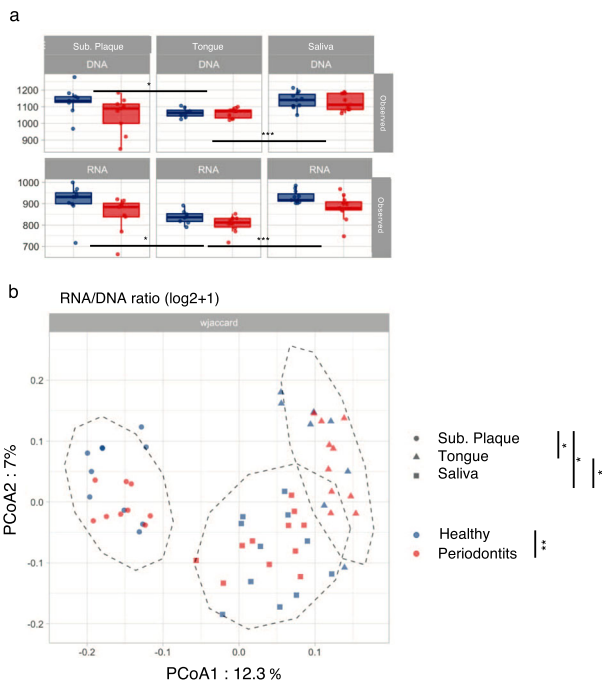 a
Sub. Plaque Tongue Saliva
DNA DNA DNA
*
***
1200
1100
1000
900
Observed
RNA RNA RNA
1000
900
800
700
* ***
Observed
b
RNA/DNA ratio (log2+1)
wjaccard
0.2
0.1
0.0
-0.1
-0.2
PCoA2 : 7%
-0.2 -0.1 0.0 0.1
PCoA1 : 12.3 %
Sub. Plaque
Tongue
Saliva
* * *
Healthy
Periodontits
**